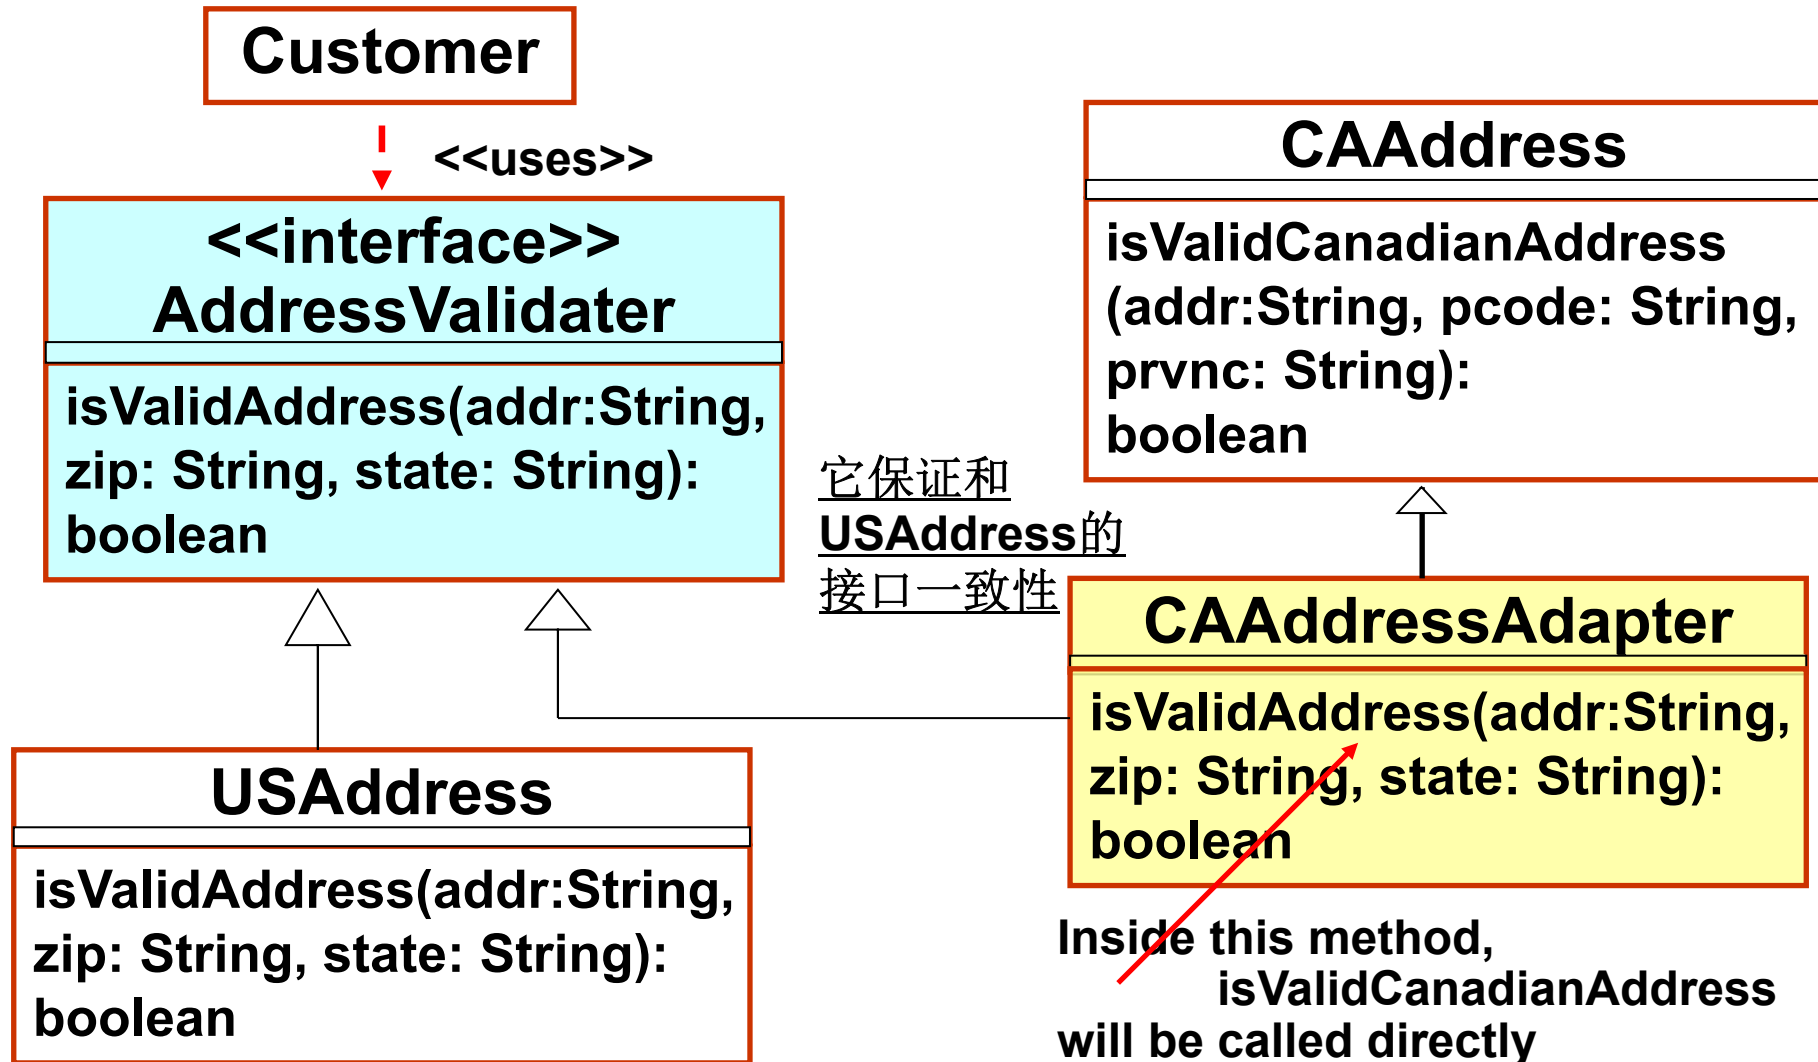 Customer
<<uses>>
<<interface>>
AddressValidater
isValidAddress(addr:String,
zip: String, state: String):
boolean
CAAddress
isValidCanadianAddress
(addr:String, pcode: String,
prvnc: String):
boolean
它保证和
USAddress的
接口一致性
CAAddressAdapter
isValidAddress(addr:String,
zip: String, state: String):
boolean
USAddress
isValidAddress(addr:String,
zip: String, state: String):
boolean
Inside this method,
isValidCanadianAddress
will be called directly